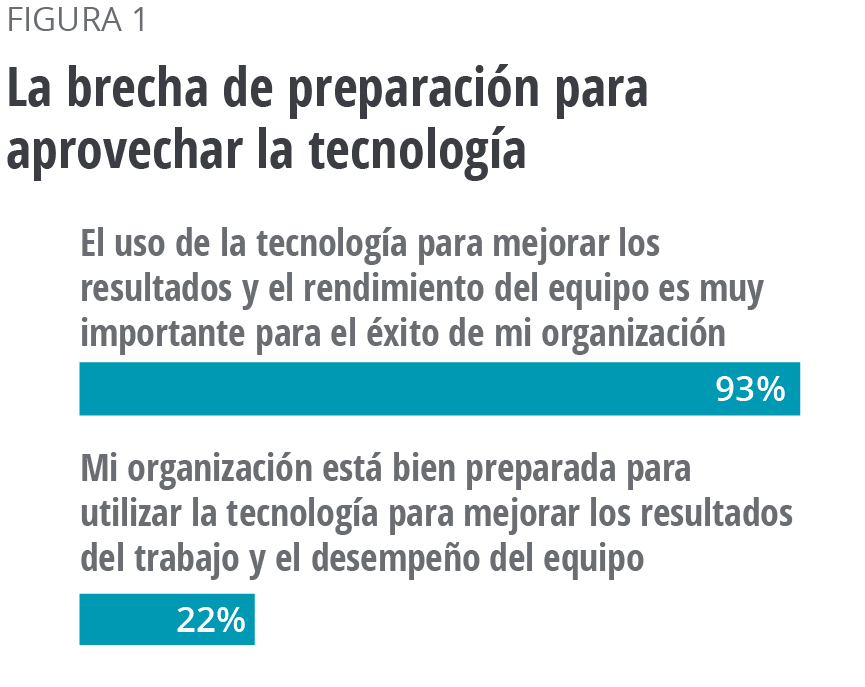 FIGURA 1
La brecha de preparación para
aprovechar la tecnología
El uso de la tecnología para mejorar los
resultados y el rendimiento del equipo es muy
importante para el éxito de mi organización
93%
Mi organización está bien preparada para
utilizar la tecnología para mejorar los resultados
del trabajo y el desempeño del equipo
22%